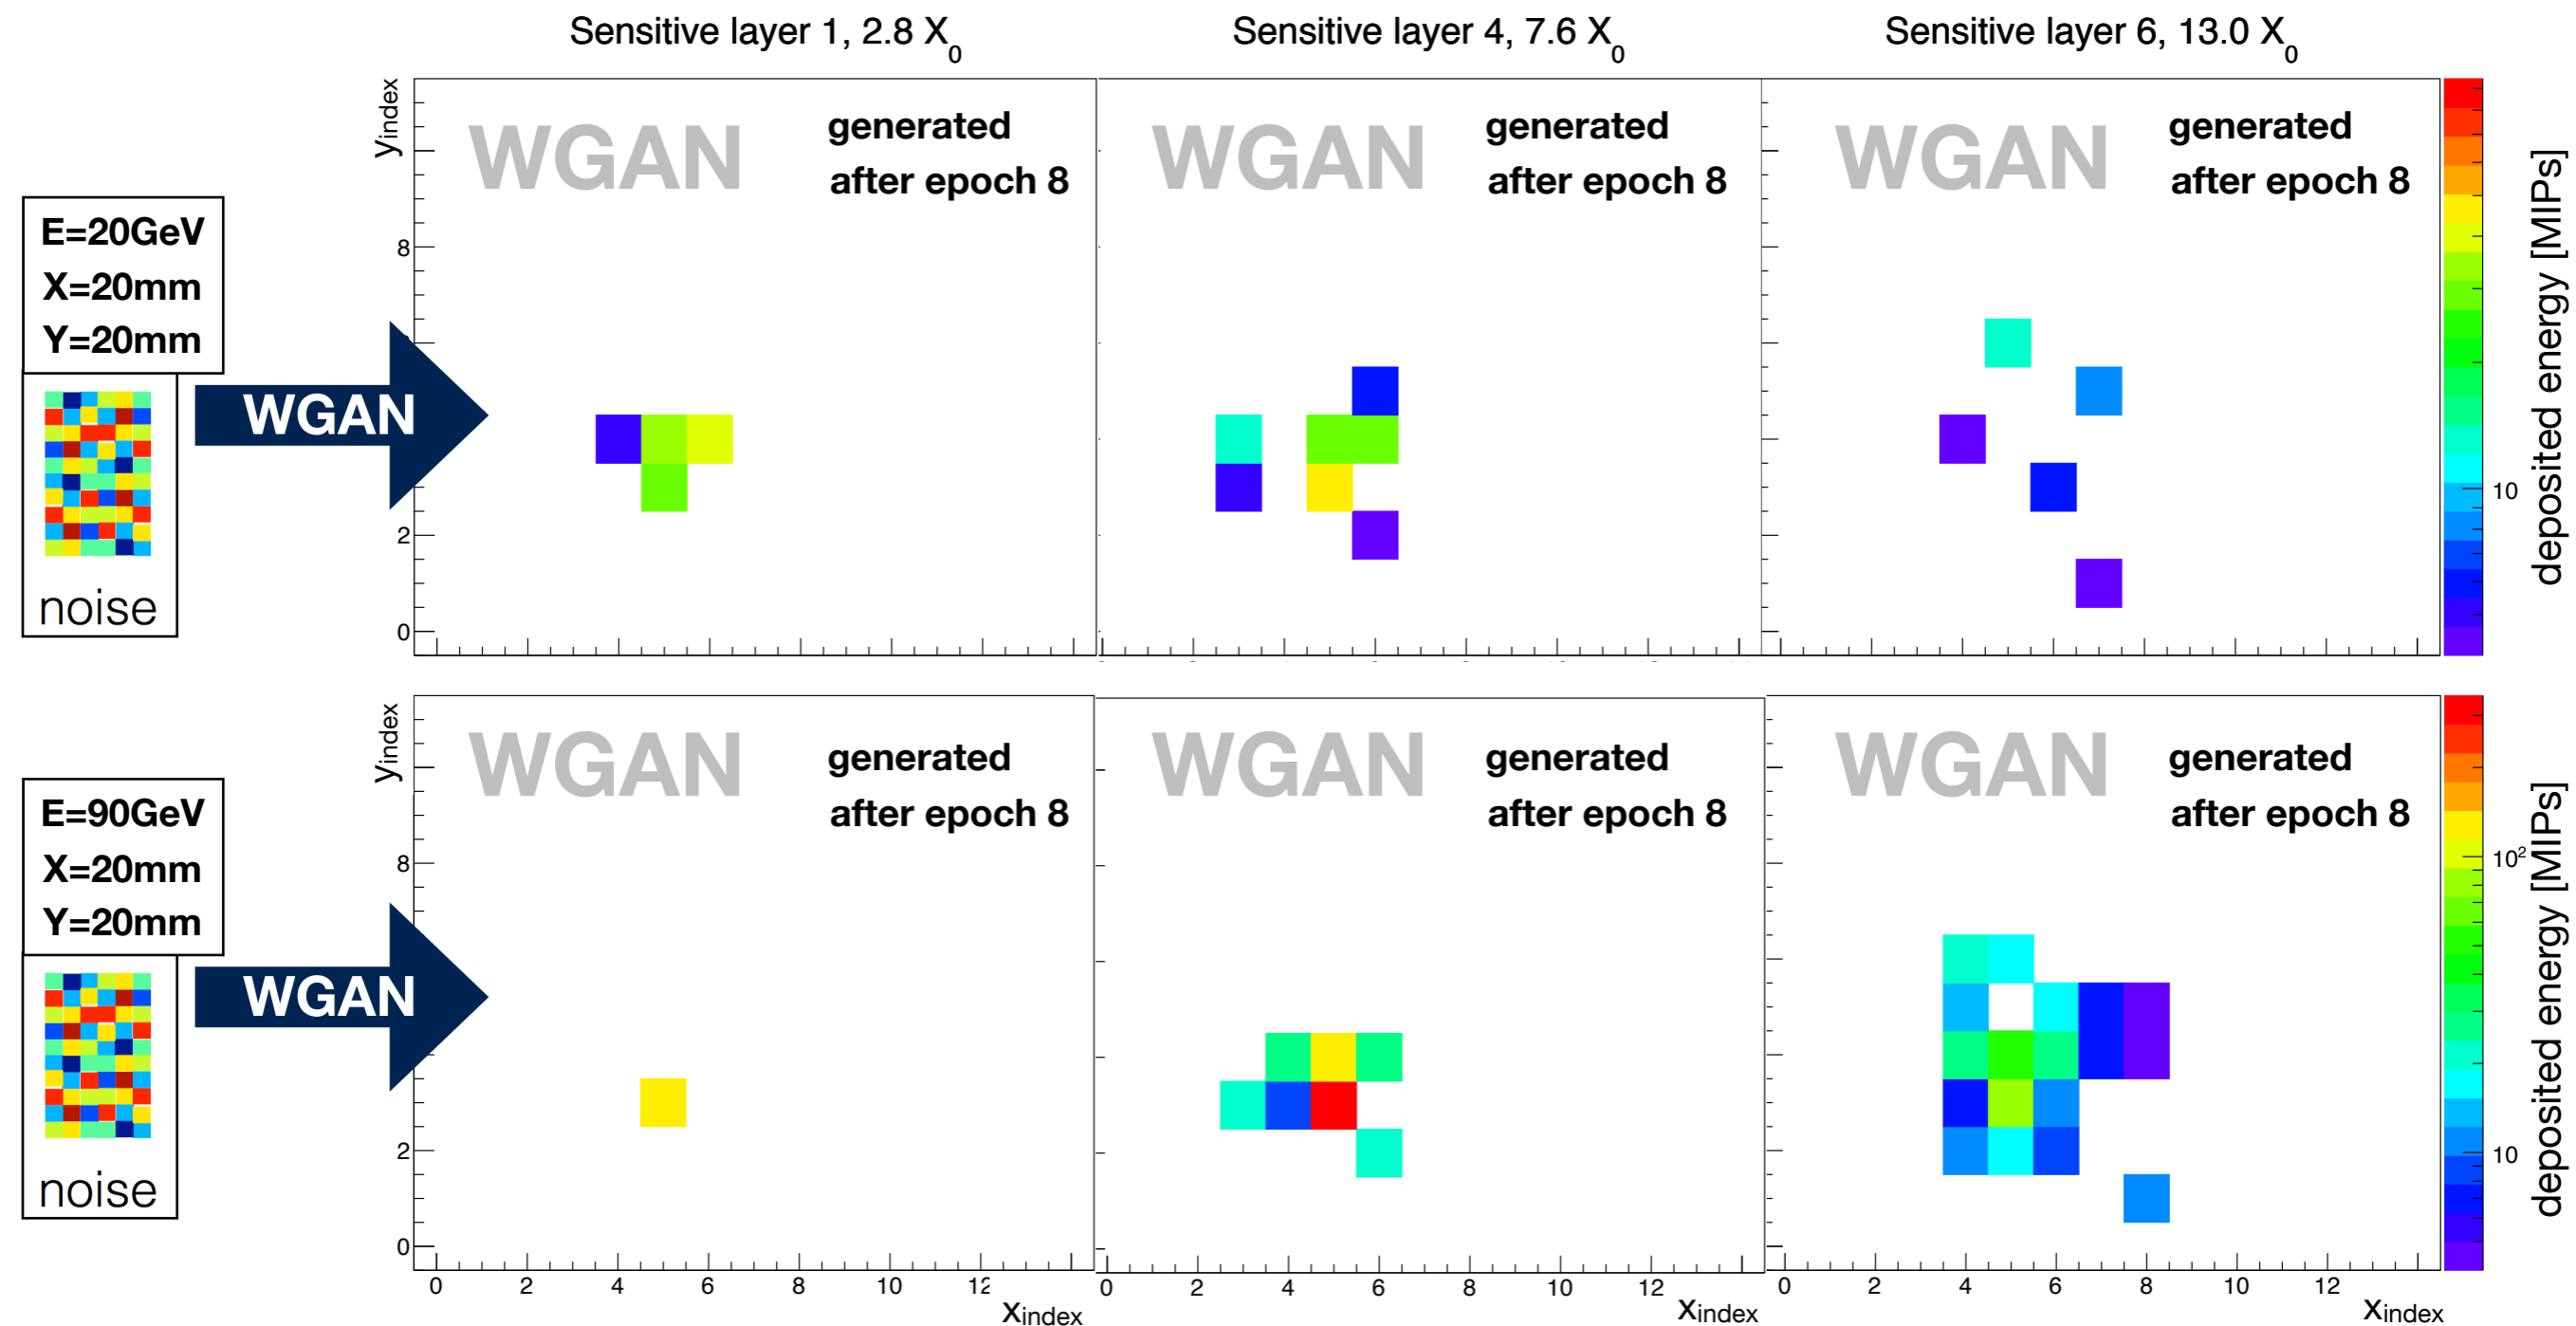 Sensitive layer 1, 2.8 X0
Sensitive layer 4, 7.6 X0
Sensitive layer 6, 13.0 X0
E=20GeV
X=20mm
Y=20mm
noise
WGAN
yindex
8
2
0
WGAN
generated
after epoch 8
WGAN
generated
after epoch 8
WGAN
generated
after epoch 8
10
deposited energy [MIPs]
E=90GeV
X=20mm
Y=20mm
noise
WGAN
yindex
8
2
0
WGAN
generated
after epoch 8
0 2 4 6 8 10 12
xindex
WGAN
generated
after epoch 8
0 2 4 6 8 10 12
xindex
WGAN
generated
after epoch 8
0 2 4 6 8 10 12
xindex
10²
10
deposited energy [MIPs]